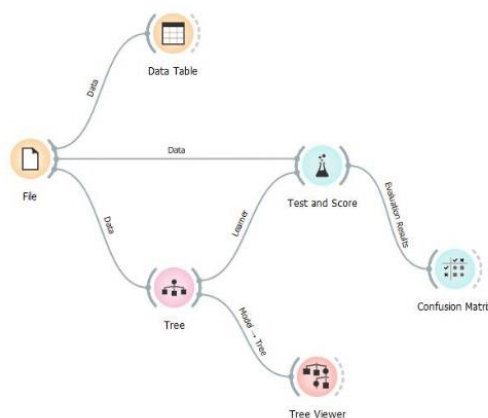 Data Table
Data
Data
File
Test and Score
Data
Learner
Evaluation Results
Tree
Confusion Matri
Model → Tree
Tree Viewer